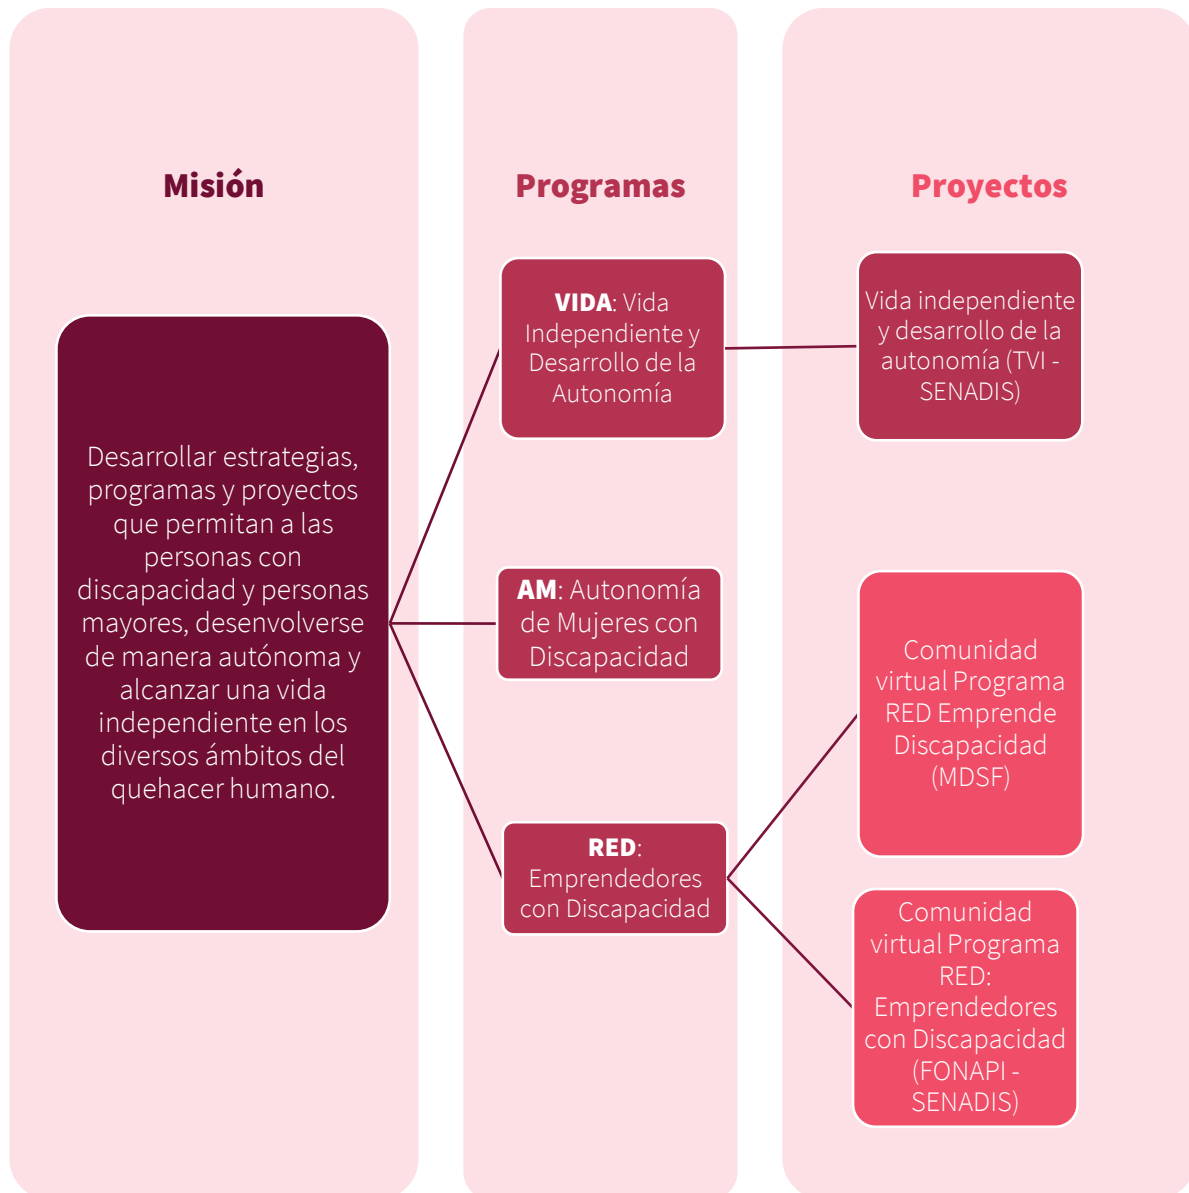 Misión
Desarrollar estrategias,
programas y proyectos
que permitan a las
personas con
discapacidad y personas
mayores, desenvolverse
de manera autónoma y
alcanzar una vida
independiente en los
diversos ámbitos del
quehacer humano.
Programas
VIDA: Vida
Independiente y
Desarrollo de la
Autonomía
AM: Autonomía
de Mujeres con
Discapacidad
RED:
Emprendedores
con Discapacidad
Proyectos
Vida independiente
y desarrollo de la
autonomía (TVI -
SENADIS)
Comunidad
virtual Programa
RED Emprende
Discapacidad
(MDSF)
Comunidad
virtual Programa
RED:
Emprendedores
con Discapacidad
(FONAPI -
SENADIS)